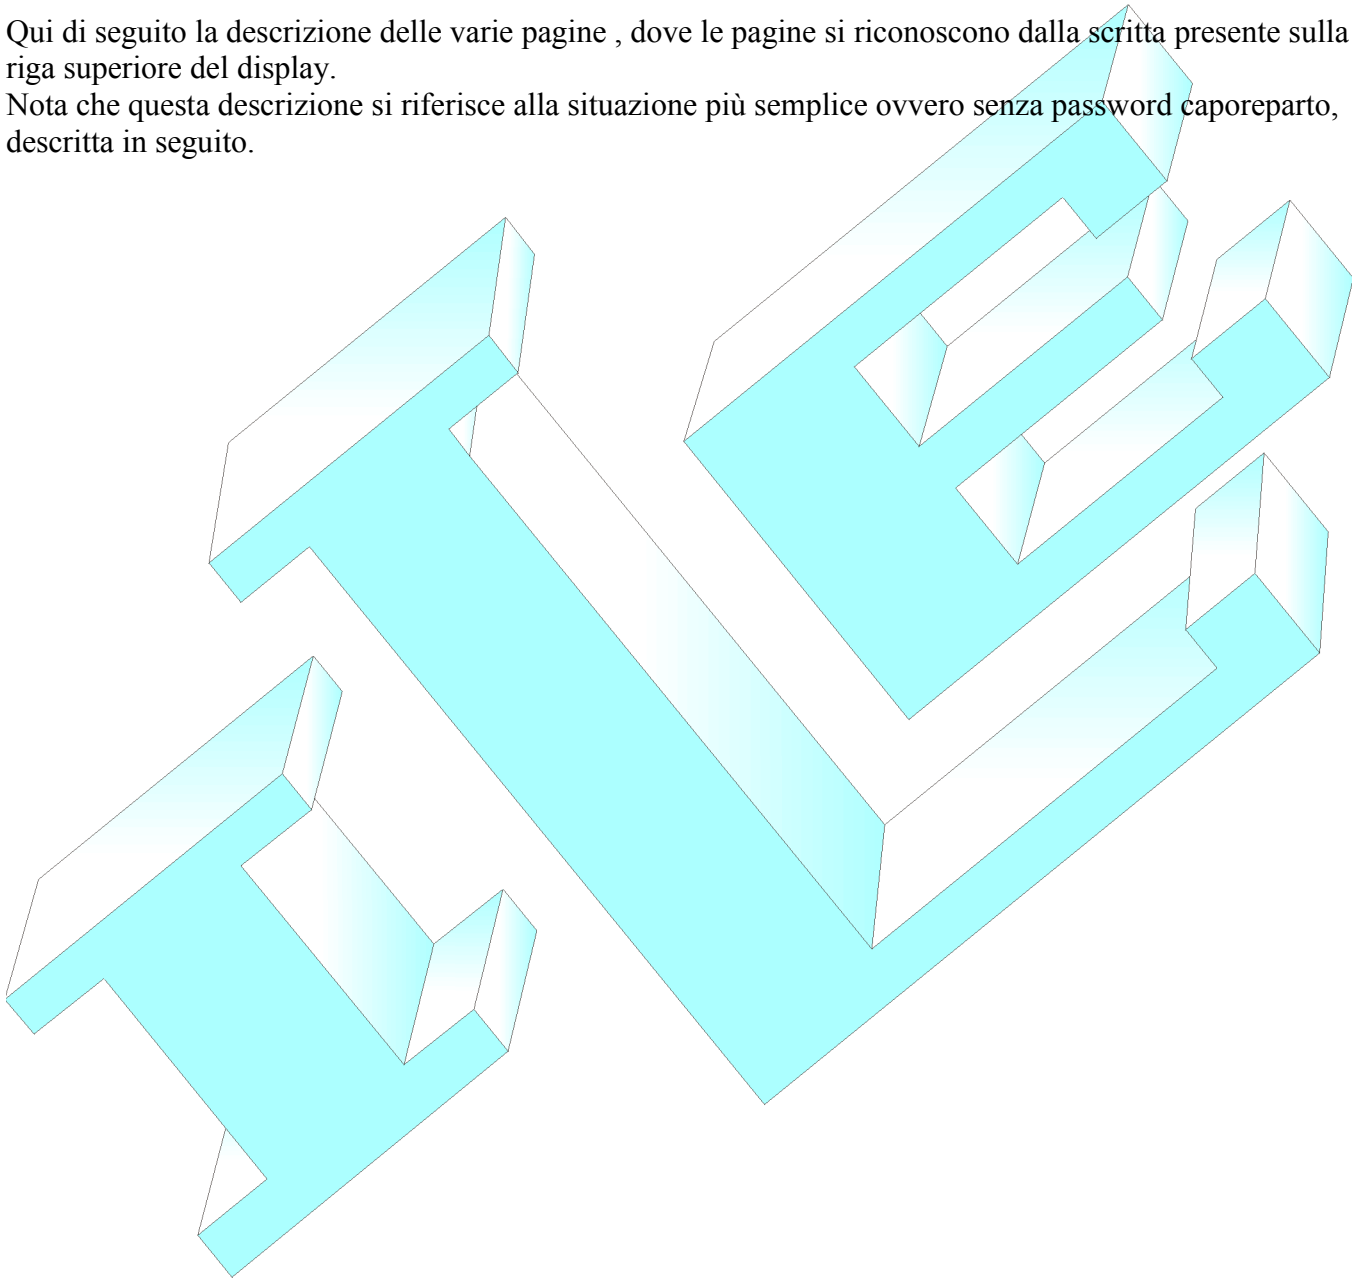 Qui di seguito la descrizione delle varie pagine , dove le pagine si riconoscono dalla scritta presente sulla
riga superiore del display.
Nota che questa descrizione si riferisce alla situazione più semplice ovvero senza password caporeparto,
descritta in seguito.
ILE